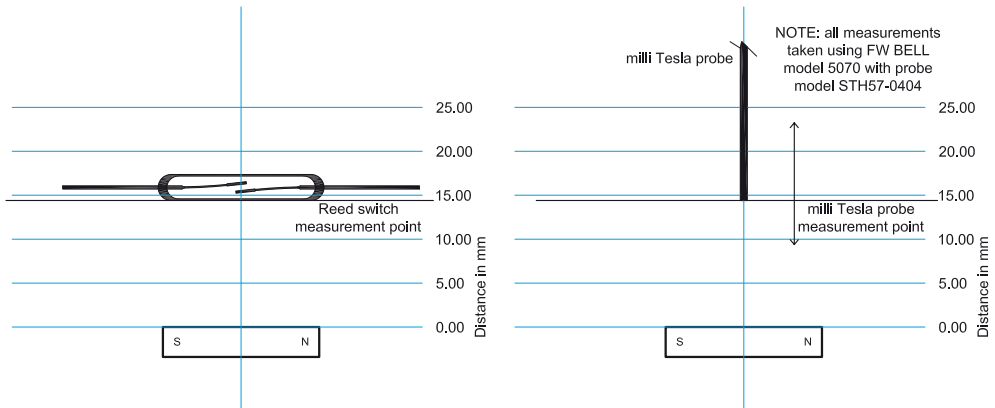 25.00
20.00
15.00
Reed switch
measurement point
10.00
5.00
0.00
Distance in mm
S N
milli Tesla probe
NOTE: all measurements
taken using FW BELL
model 5070 with probe
model STH57-0404
25.00
20.00
15.00
milli Tesla probe
measurement point
10.00
5.00
0.00
Distance in mm
S N